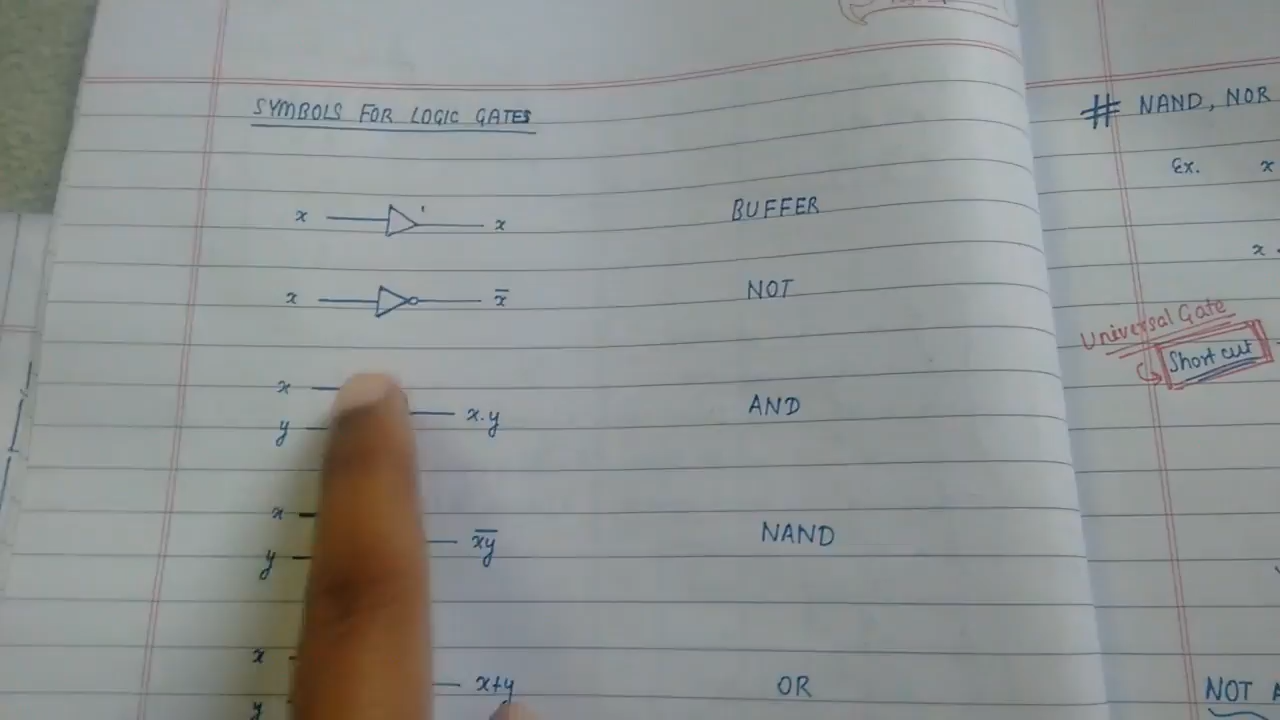 SYMBOLS FOR LOGIC GATES
x x BUFFER
x x̅ NOT
x
y x.y AND
x
y x̅y̅ NAND
x
y x+y OR
# NAND, NOR
Ex. x
x
Universal Gate
Short cut
NOT